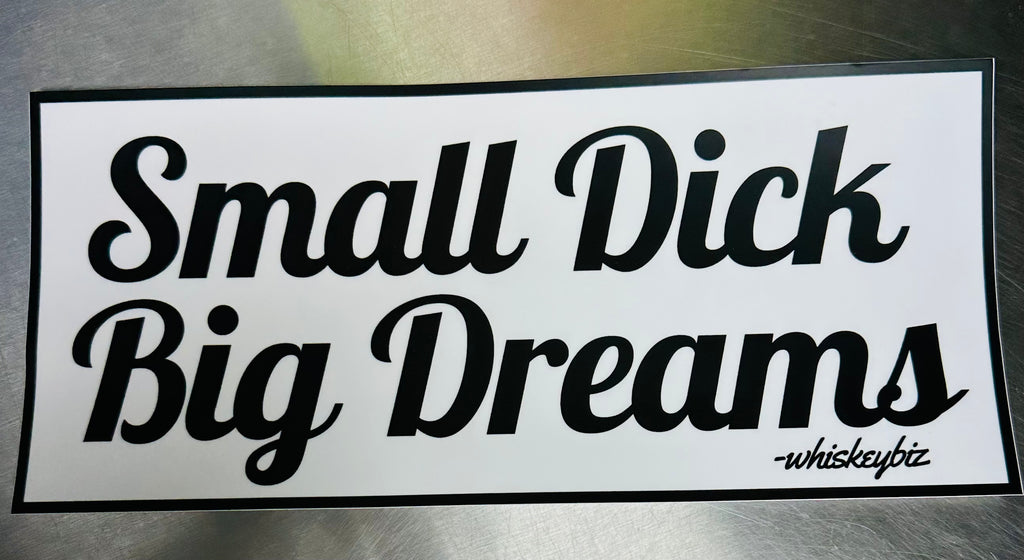 Small Dick
Big Dreams
-whiskeybiz